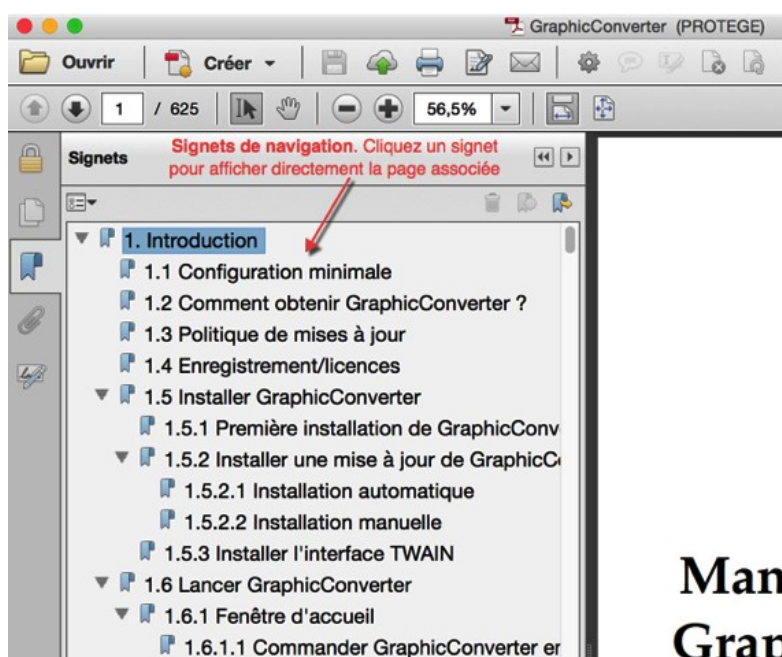 GraphicConverter (PROTEGE)
Ouvrir Créer
1 / 625 56,5%
Signets
Signets de navigation. Cliquez un signet
pour afficher directement la page associée
1. Introduction
1.1 Configuration minimale
1.2 Comment obtenir GraphicConverter ?
1.3 Politique de mises à jour
1.4 Enregistrement/licences
1.5 Installer GraphicConverter
1.5.1 Première installation de GraphicConv
1.5.2 Installer une mise à jour de GraphicC
1.5.2.1 Installation automatique
1.5.2.2 Installation manuelle
1.5.3 Installer l'interface TWAIN
1.6 Lancer GraphicConverter
1.6.1 Fenêtre d'accueil
1.6.1.1 Commander GraphicConverter en
Man
Grap